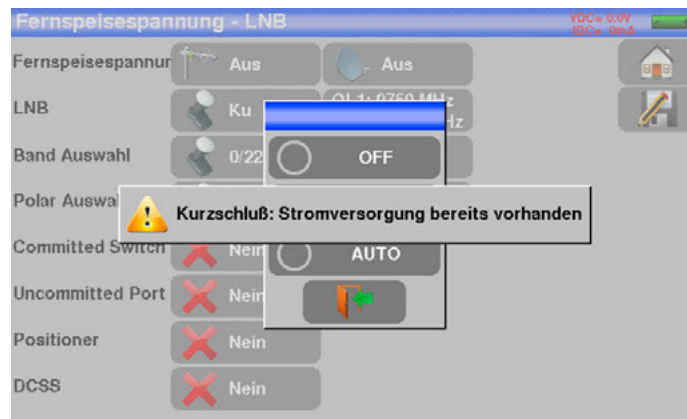 Fernspeisespannung - LNB
VDC= 0.0V
IDC= 0mA
Fernspeisespannur
Aus
Aus
LNB
Ku
OL1: 9750 MHz
Hz
Band Auswahl
0/22
OFF
Polar Auswa
Kurzschluß: Stromversorgung bereits vorhanden
Committed Switch
Nein
AUTO
Uncommitted Port
Nein
Positioner
Nein
DCSS
Nein